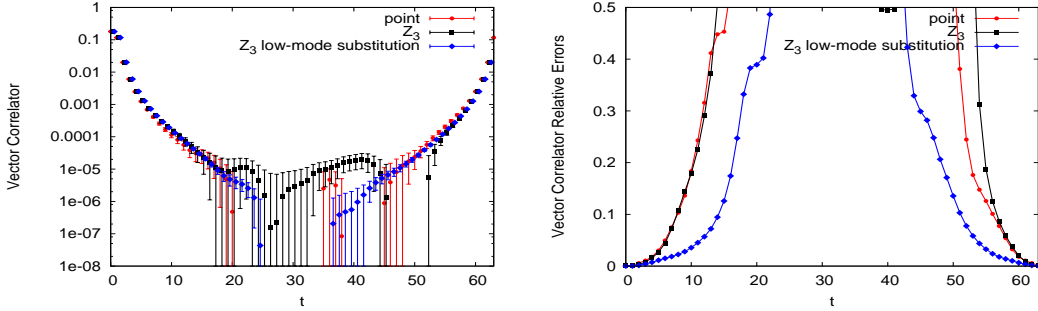 point
Z3
Z3 low-mode substitution
Vector Correlator
1
0.1
0.01
0.001
0.0001
1e-05
1e-06
1e-07
1e-08
0 10 20 30 40 50 60
t
point
Z3
Z3 low-mode substitution
Vector Correlator Relative Errors
0.5
0.4
0.3
0.2
0.1
0
0 10 20 30 40 50 60
t